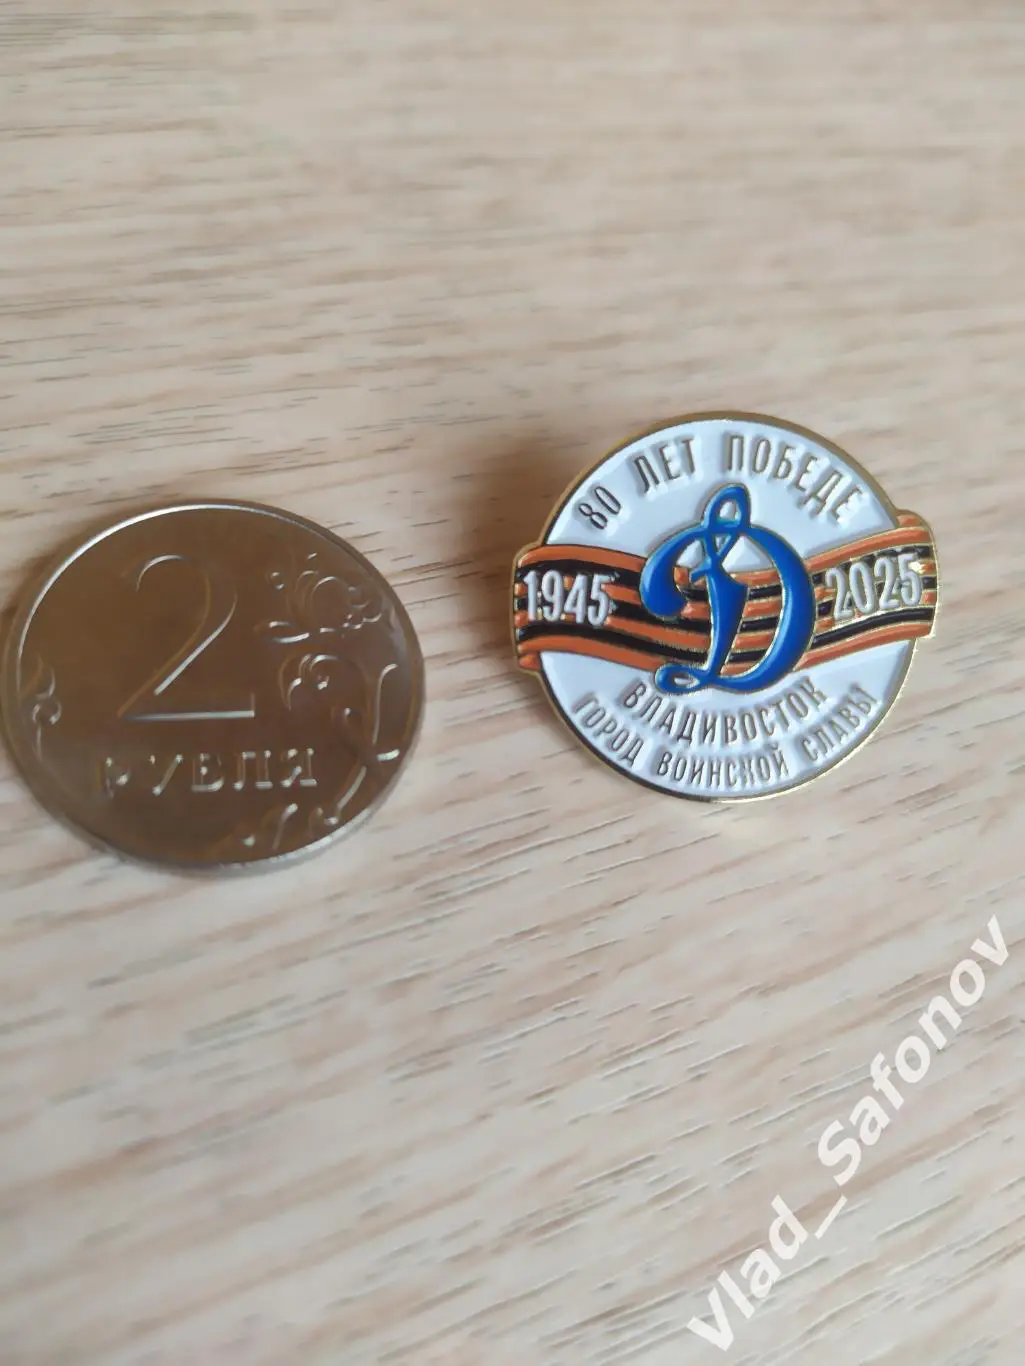 2
РУБЛЯ
80 ЛЕТ ПОБЕДЕ
1945 Д 2025
ВЛАДИВОСТОК
ГОРОД ВОИНСКОЙ СЛАВЫ
Vlad_Safonov